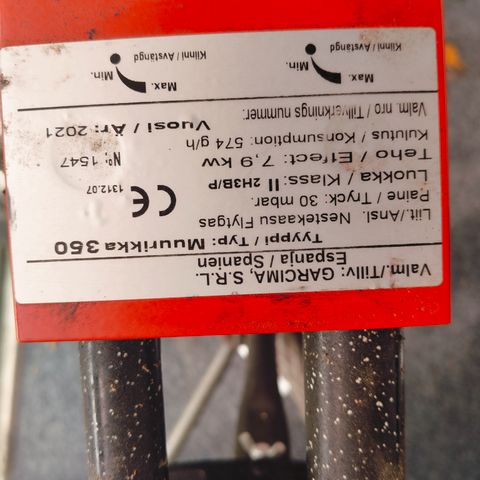 Valm./Tillv: GARCIMA, S.R.L.
Espanja / Spanien
Tyyppi / Typ: Muurikka 350
Liit./Ansl. Nestekaasu Flytgas
Paine / Tryck: 30 mbar.
Luokka / Klass: II 2H3B/P
Teho / E1fect: 7,9 kw
Kulutus / Konsumption: 574 g/h
Vuosi / År: 2021
Valm. nro / Tillverknings nummer.
CE
1312.07
Nº: 1547
Max.
Min.
Kiinni / Avstängd
Max.
Min.
Kiinni / Avstängd